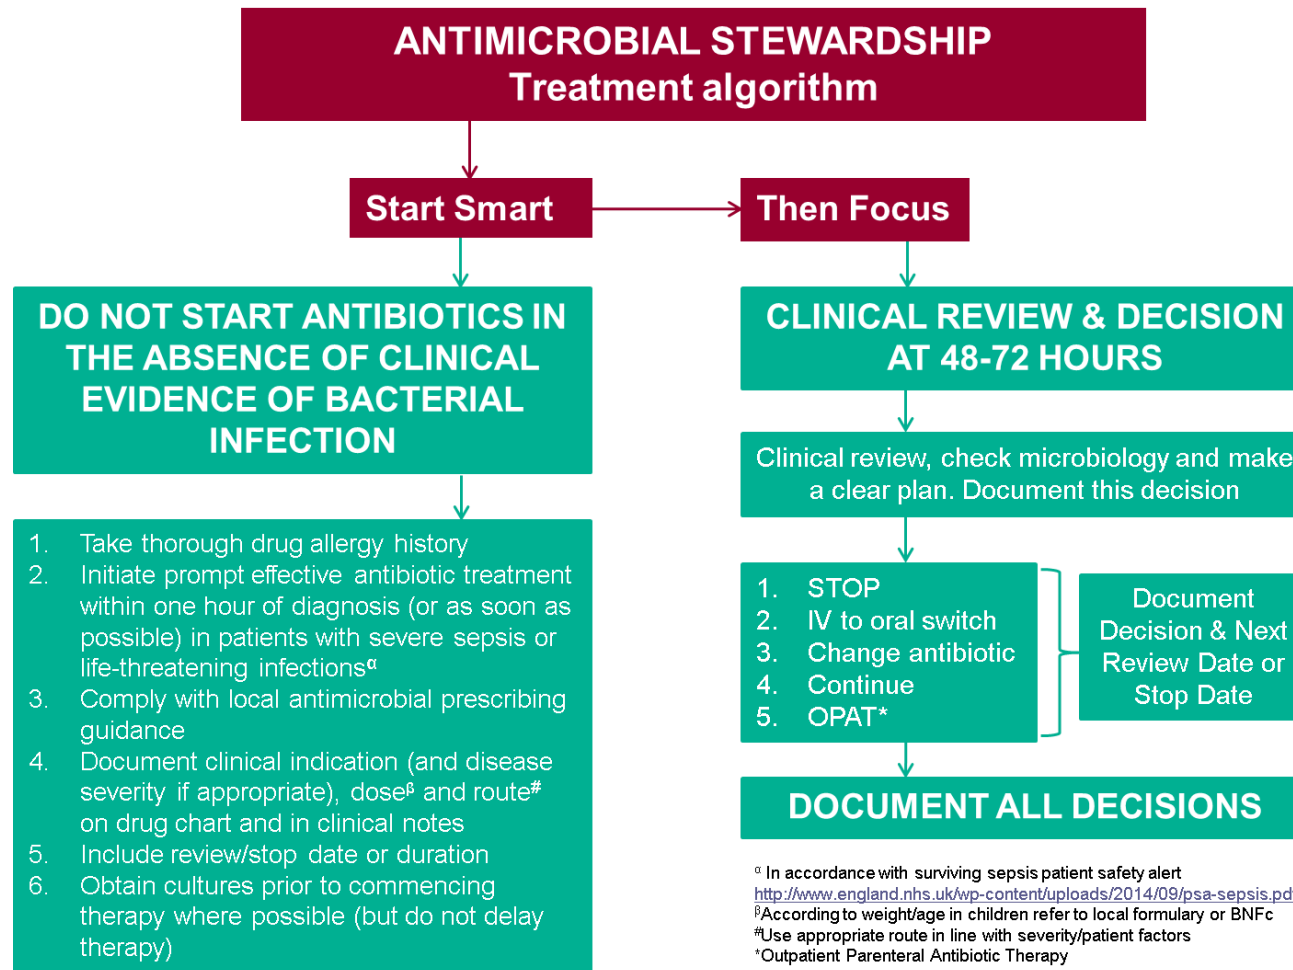 ANTIMICROBIAL STEWARDSHIP
Treatment algorithm
Start Smart
Then Focus
DO NOT START ANTIBIOTICS IN
THE ABSENCE OF CLINICAL
EVIDENCE OF BACTERIAL
INFECTION
1. Take thorough drug allergy history
2. Initiate prompt effective antibiotic treatment
within one hour of diagnosis (or as soon as
possible) in patients with severe sepsis or
life-threatening infectionsᵅ
3. Comply with local antimicrobial prescribing
guidance
4. Document clinical indication (and disease
severity if appropriate), doseᵝ and route#
on drug chart and in clinical notes
5. Include review/stop date or duration
6. Obtain cultures prior to commencing
therapy where possible (but do not delay
therapy)
CLINICAL REVIEW & DECISION
AT 48-72 HOURS
Clinical review, check microbiology and make
a clear plan. Document this decision
1. STOP
2. IV to oral switch
3. Change antibiotic
4. Continue
5. OPAT*
Document
Decision & Next
Review Date or
Stop Date
DOCUMENT ALL DECISIONS
ᵅ In accordance with surviving sepsis patient safety alert
http://www.england.nhs.uk/wp-content/uploads/2014/09/psa-sepsis.pd
ᵝAccording to weight/age in children refer to local formulary or BNFc
#Use appropriate route in line with severity/patient factors
*Outpatient Parenteral Antibiotic Therapy